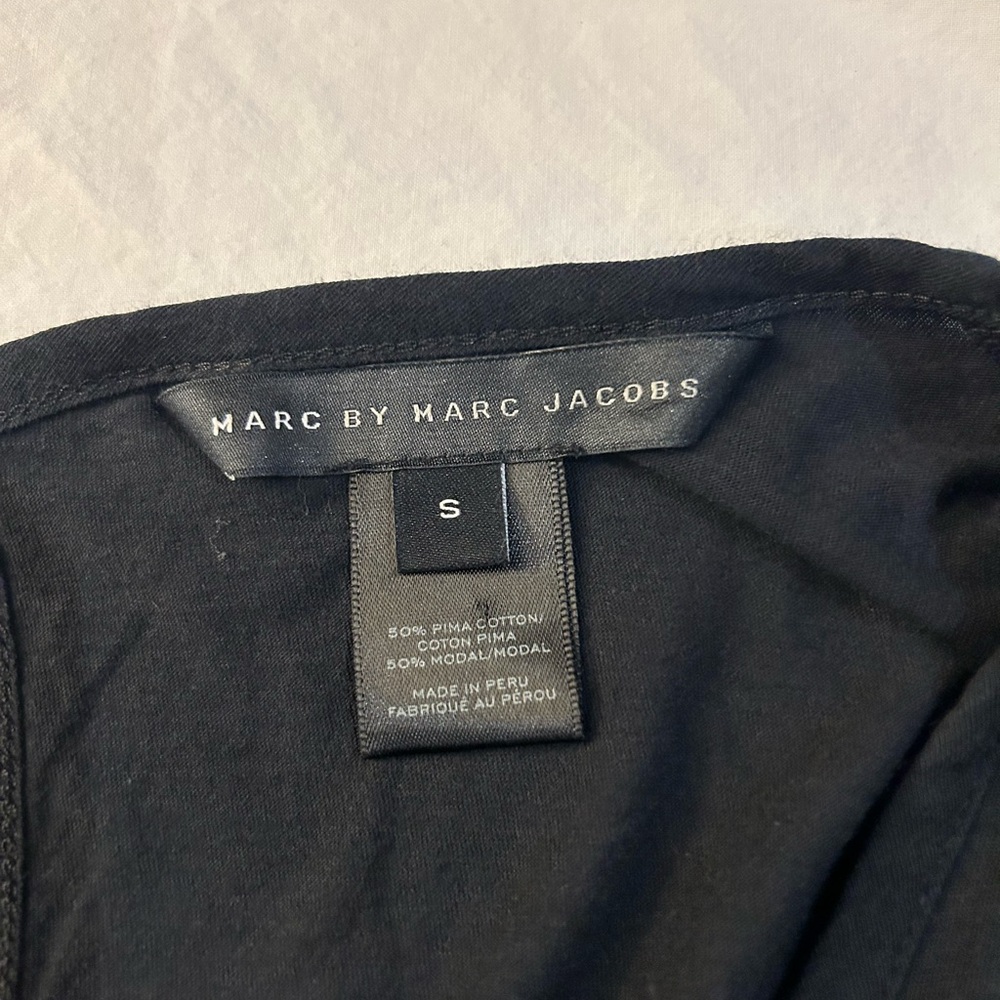 MARC BY MARC JACOBS
S
50% PIMA COTTON/
COTON PIMA
50% MODAL/MODAL
MADE IN PERU
FABRIQUÉ AU PÉROU